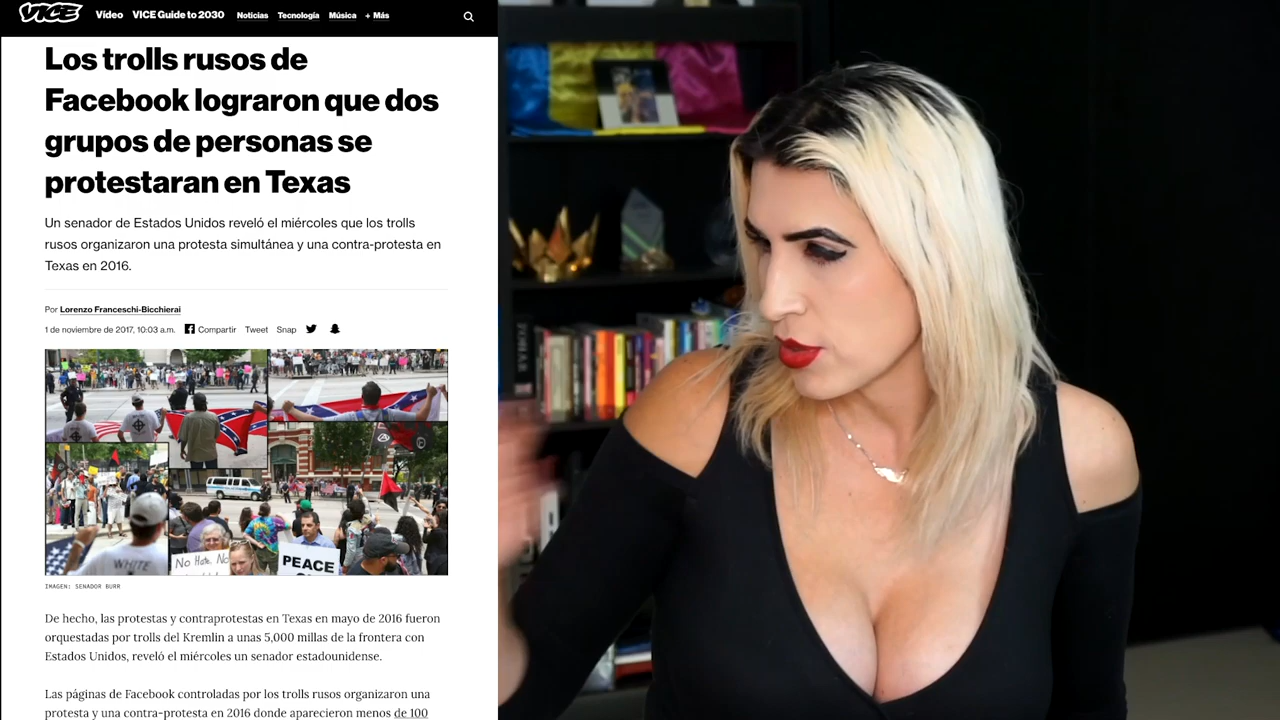 VICE Vídeo VICE Guide to 2030 Noticias Tecnología Música + Más
Los trolls rusos de
Facebook lograron que dos
grupos de personas se
protestaran en Texas
Un senador de Estados Unidos reveló el miércoles que los trolls
rusos organizaron una protesta simultánea y una contra-protesta en
Texas en 2016.
Por Lorenzo Franceschi-Bicchierai
1 de noviembre de 2017, 10:03 a.m. Compartir Tweet Snap
WHITE
No Hate. No
PEACE
IMAGEN: SENADOR BURR
De hecho, las protestas y contraprotestas en Texas en mayo de 2016 fueron
orquestadas por trolls del Kremlin a unas 5,000 millas de la frontera con
Estados Unidos, reveló el miércoles un senador estadounidense.
Las páginas de Facebook controladas por los trolls rusos organizaron una
protesta y una contra-protesta en 2016 donde aparecieron menos de 100